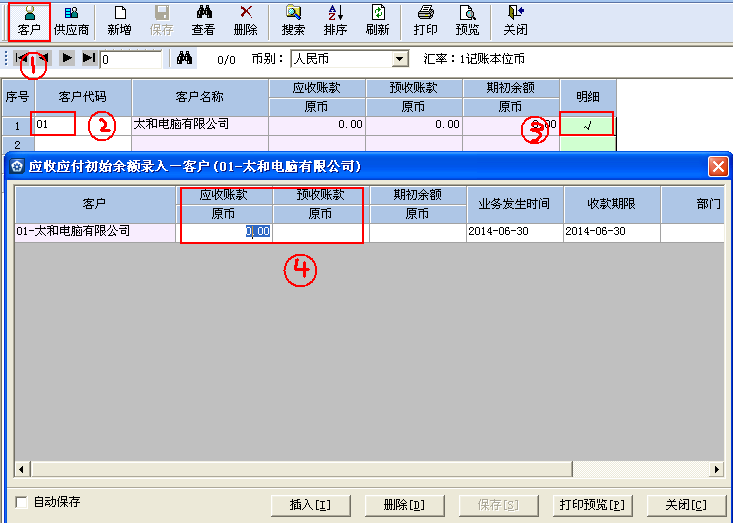 客户 供应商 新增 保存 查看 删除 搜索 排序 刷新 打印 预览 关闭
① 0 0/0 币别： 人民币 汇率：1记账本位币
序号 客户代码 客户名称 应收账款 预收账款 期初余额 明细
原币 原币 原币
1 01 ② 太和电脑有限公司 0.00 0.00 ③ 0.00 √
2
应收应付初始余额录入-客户(01-太和电脑有限公司)
客户 应收账款 预收账款 期初余额 业务发生时间 收款期限 部门
原币 原币 原币
01-太和电脑有限公司 0.00 2014-06-30 2014-06-30
④
自动保存 插入[I] 删除[D] 保存[S] 打印预览[P] 关闭[C]